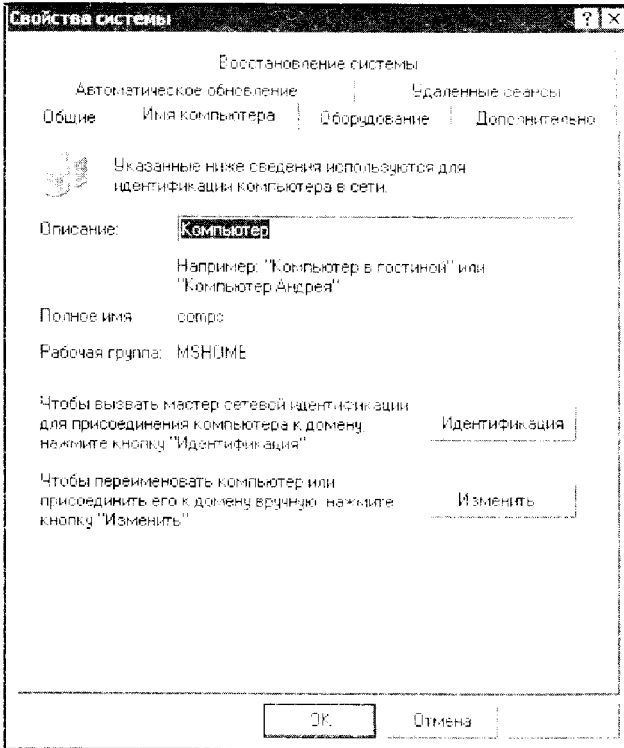 Свойства системы
Восстановление системы
Автоматическое обновление
Удаленные сеансы
Общие
Имя компьютера
Оборудование
Дополнительно
Указанные ниже сведения используются для
идентификации компьютера в сети.
Описание:
Компьютер
Например: "Компьютер в гостиной" или
"Компьютер Андрея"
Полное имя
comps
Рабочая группа: MSHOME
Чтобы вызвать мастер сетевой идентификации
для присоединения компьютера к домену,
нажмите кнопку "Идентификация"
Идентификация
Чтобы переименовать компьютер или
присоединить его к домену вручную нажмите
кнопку "Изменить"
Изменить
OK
Отмена